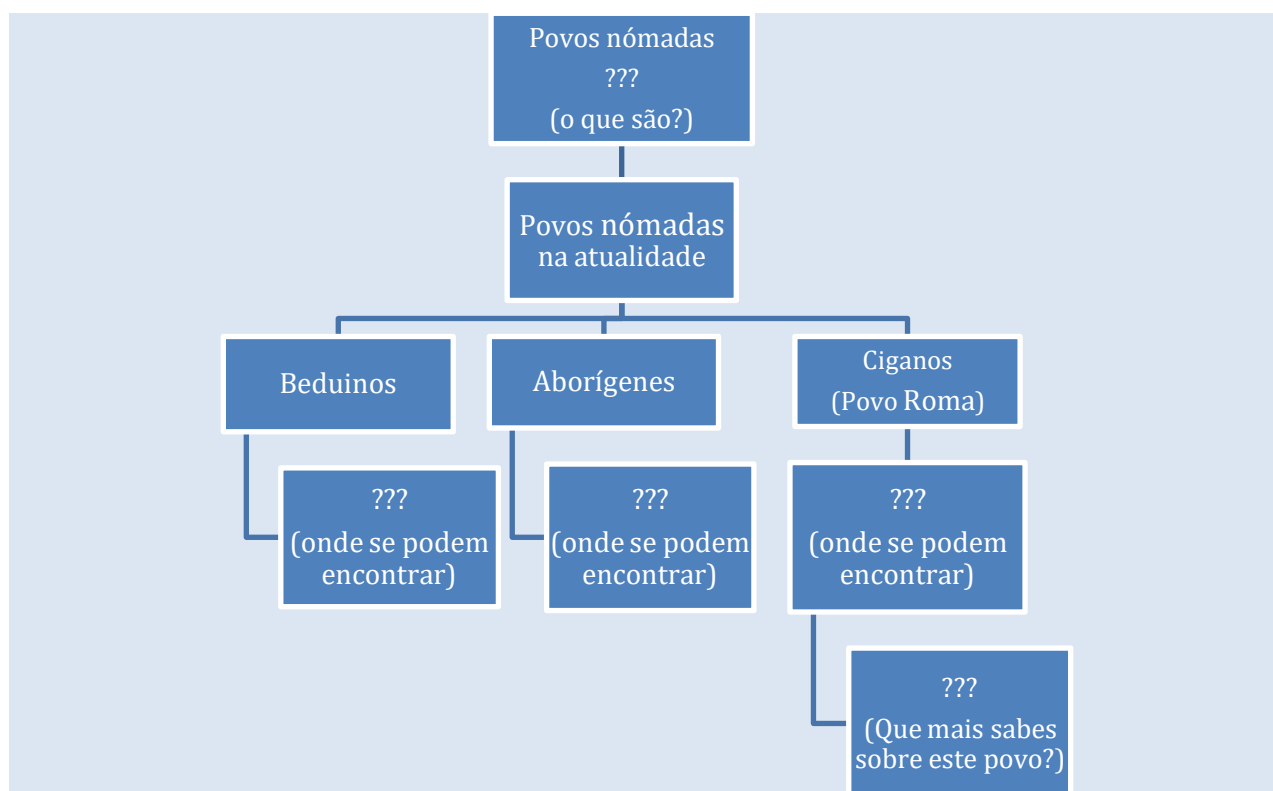 Povos nómadas
???
(o que são?)
Povos nómadas
na atualidade
Beduinos
???
(onde se podem
encontrar)
Aborígenes
???
(onde se podem
encontrar)
Ciganos
(Povo Roma)
???
(onde se podem
encontrar)
???
(Que mais sabes
sobre este povo?)